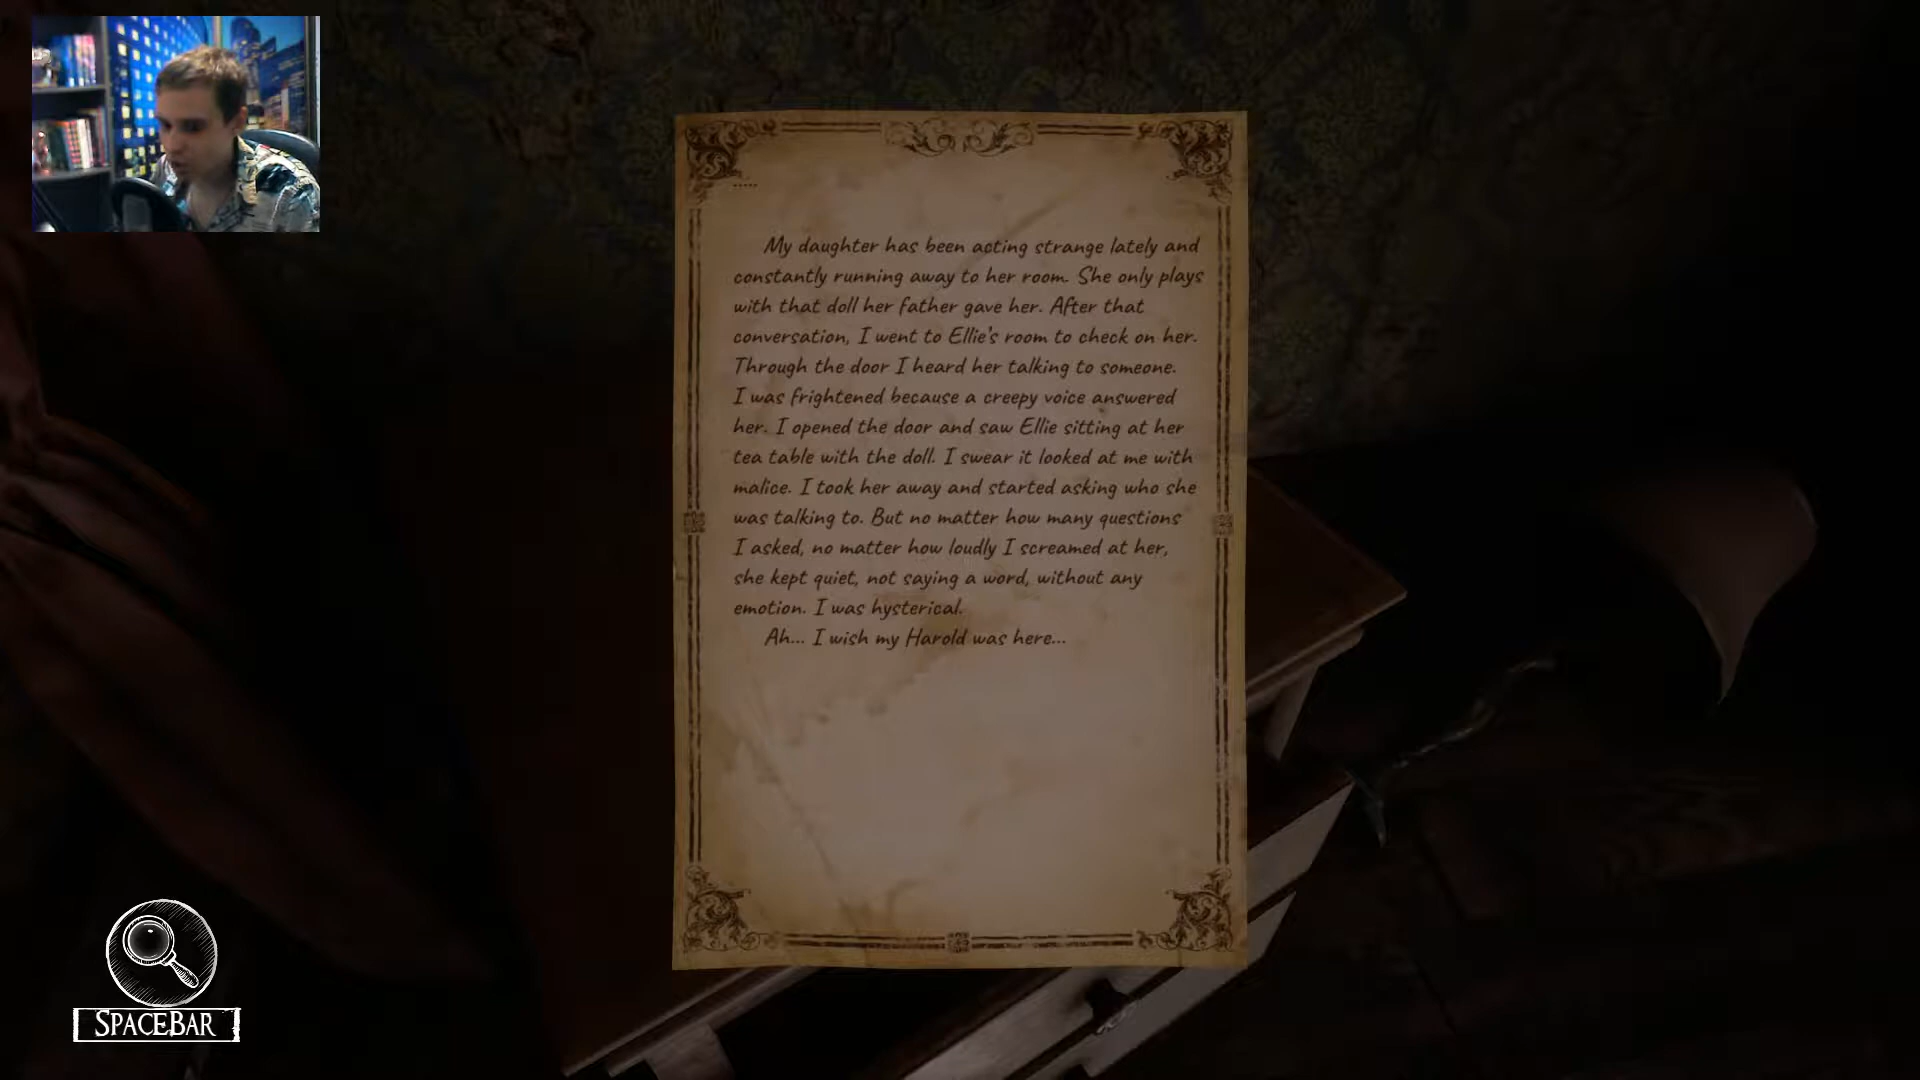 .....
My daughter has been acting strange lately and
constantly running away to her room. She only plays
with that doll her father gave her. After that
conversation, I went to Ellie's room to check on her.
Through the door I heard her talking to someone.
I was frightened because a creepy voice answered
her. I opened the door and saw Ellie sitting at her
tea table with the doll. I swear it looked at me with
malice. I took her away and started asking who she
was talking to. But no matter how many questions
I asked, no matter how loudly I screamed at her,
she kept quiet, not saying a word, without any
emotion. I was hysterical.
Ah... I wish my Harold was here...
SPACEBAR